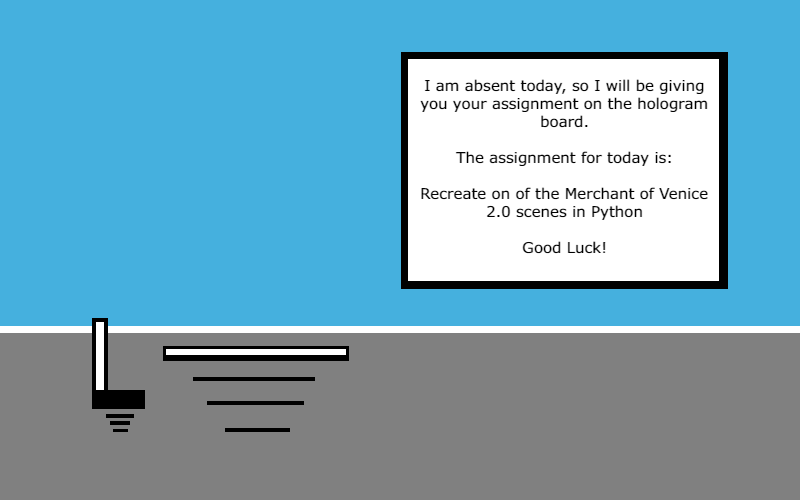 I am absent today, so I will be giving
you your assignment on the hologram
board.
The assignment for today is:
Recreate on of the Merchant of Venice
2.0 scenes in Python
Good Luck!